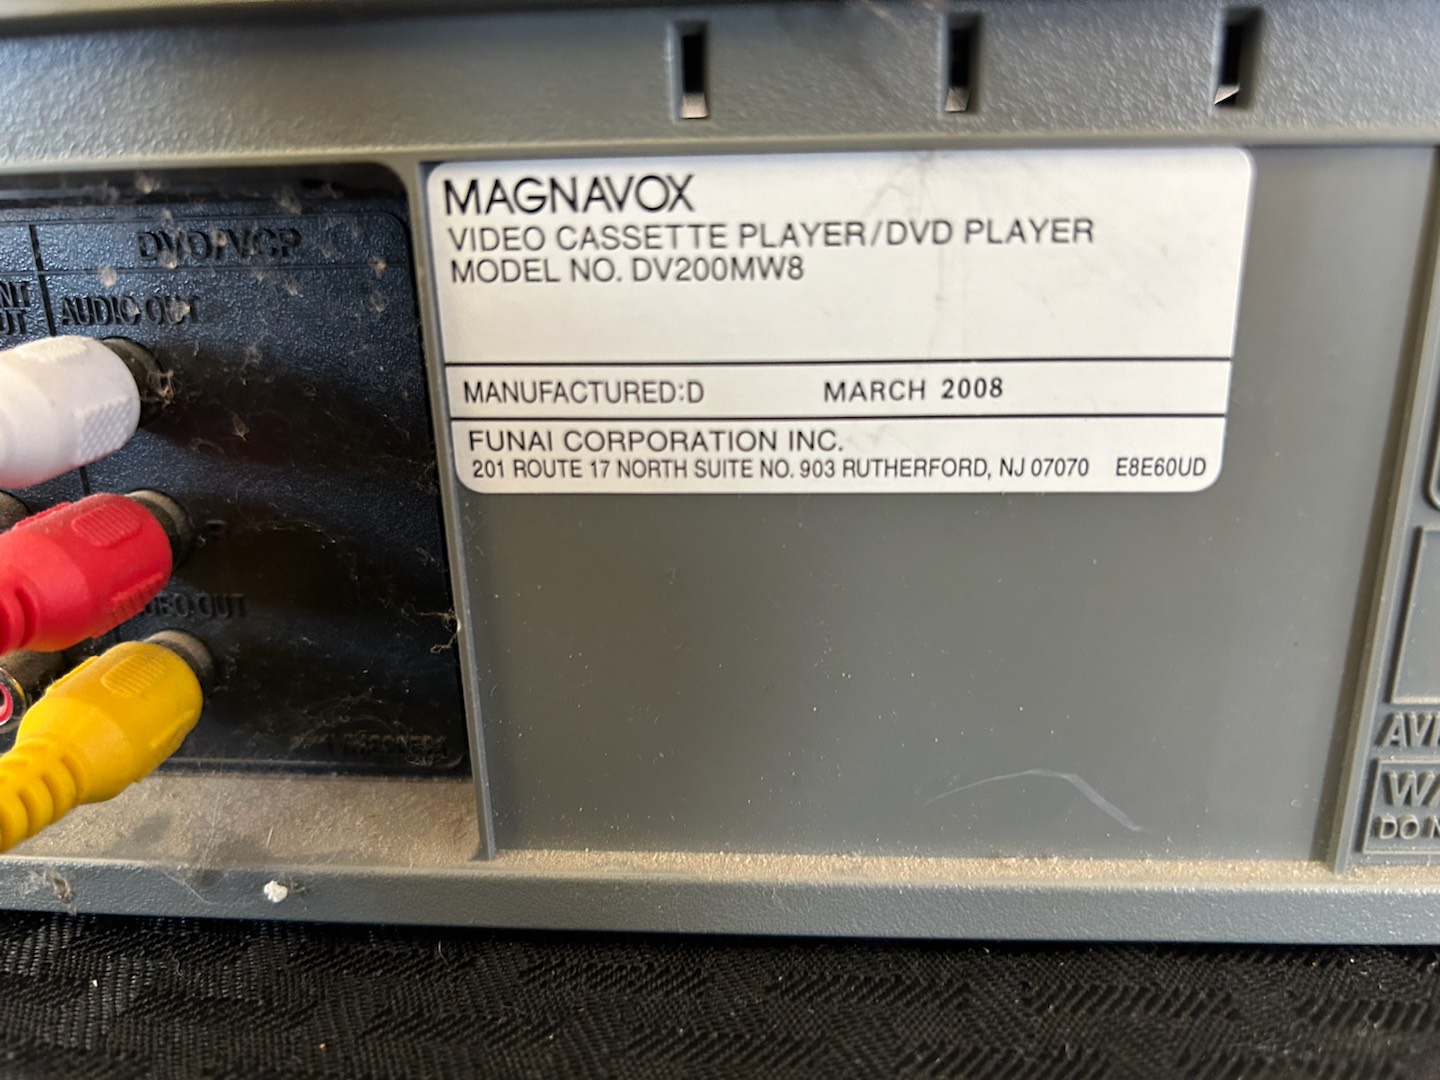 DVD/VCP
AUDIO OUT
MAGNAVOX
VIDEO CASSETTE PLAYER/DVD PLAYER
MODEL NO. DV200MW8
MANUFACTURED:D MARCH 2008
FUNAI CORPORATION INC.
201 ROUTE 17 NORTH SUITE NO. 903 RUTHERFORD, NJ 07070 E8E60UD
OUT
DO